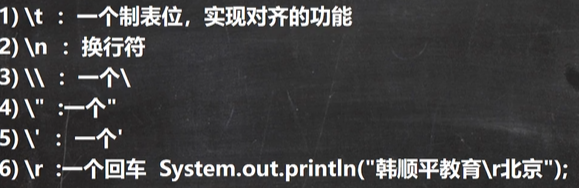 1) \t ：一个制表位，实现对齐的功能
2) \n ：换行符
3) \\ ：一个\
4) \" :一个"
5) \' ：一个'
6) \r :一个回车 System.out.println("韩顺平教育\r北京");